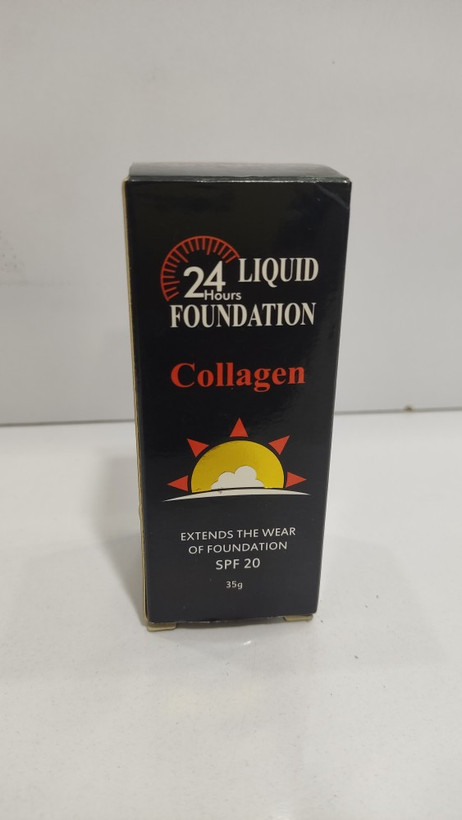 24 LIQUID
Hours
FOUNDATION
Collagen
EXTENDS THE WEAR
OF FOUNDATION
SPF 20
35g